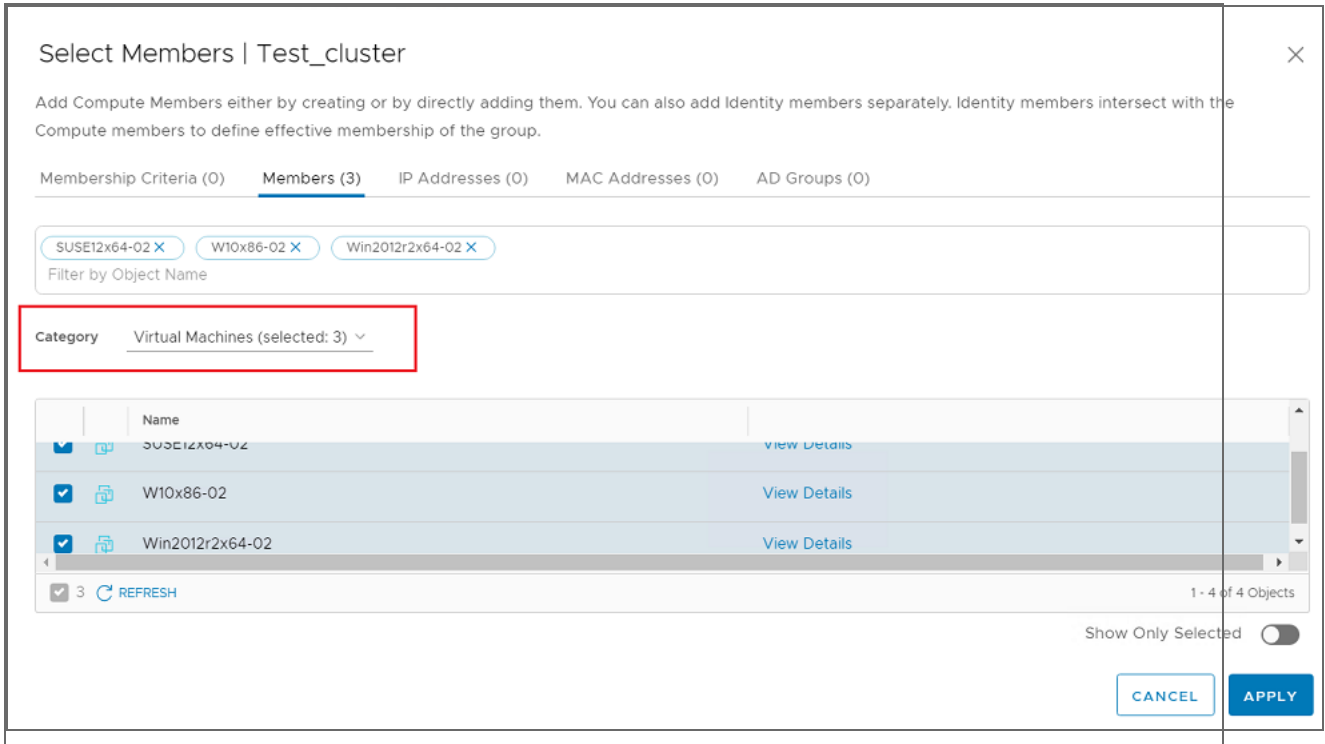 Select Members | Test_cluster
Add Compute Members either by creating or by directly adding them. You can also add Identity members separately. Identity members intersect with the
Compute members to define effective membership of the group.
Membership Criteria (0) Members (3) IP Addresses (0) MAC Addresses (0) AD Groups (0)
SUSE12x64-02 W10x86-02 Win2012r2x64-02
Filter by Object Name
Category Virtual Machines (selected: 3)
Name
SUSE12x64-02 View Details
W10x86-02 View Details
Win2012r2x64-02 View Details
3 REFRESH 1 - 4 of 4 Objects
Show Only Selected
CANCEL APPLY